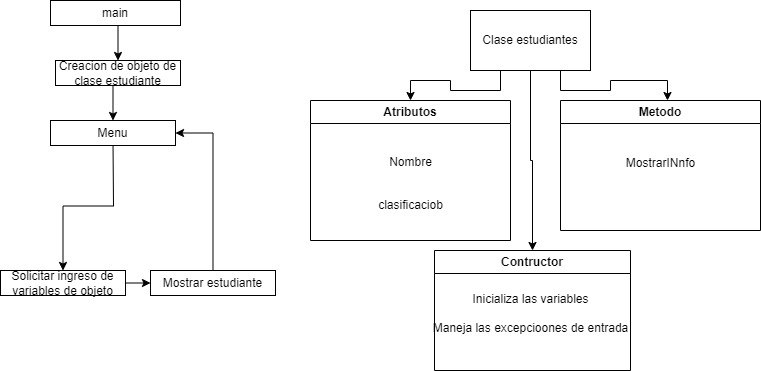 main
Creacion de objeto de
clase estudiante
Menu
Solicitar ingreso de
variables de objeto
Mostrar estudiante
Clase estudiantes
Atributos
Nombre
clasificaciob
Metodo
MostrarINnfo
Contructor
Inicializa las variables
Maneja las excepcioones de entrada